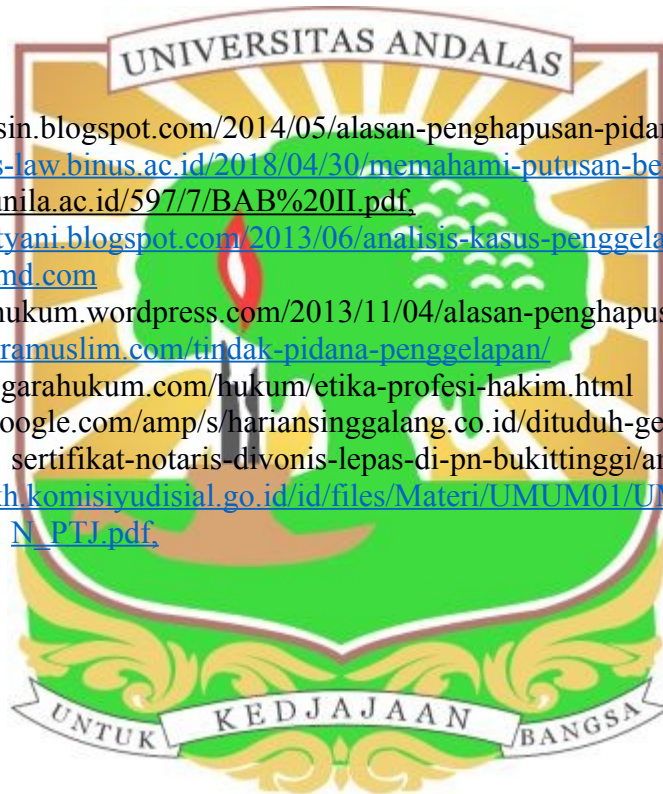 UNIVERSITAS ANDALAS
sin.blogspot.com/2014/05/alasan-penghapusan-pidan
s-law.binus.ac.id/2018/04/30/memahami-putusan-be
unila.ac.id/597/7/BAB%20II.pdf,
tyani.blogspot.com/2013/06/analisis-kasus-penggela
md.com
hukum.wordpress.com/2013/11/04/alasan-penghapus
ramuslim.com/tindak-pidana-penggelapan/
garahukum.com/hukum/etika-profesi-hakim.html
oogle.com/amp/s/hariansinggalang.co.id/dituduh-ge
sertifikat-notaris-divonis-lepas-di-pn-bukittinggi/a
th.komisiyudisial.go.id/id/files/Materi/UMUM01/U
N_PTJ.pdf,
UNTUK KEDJAJAAN BANGSA